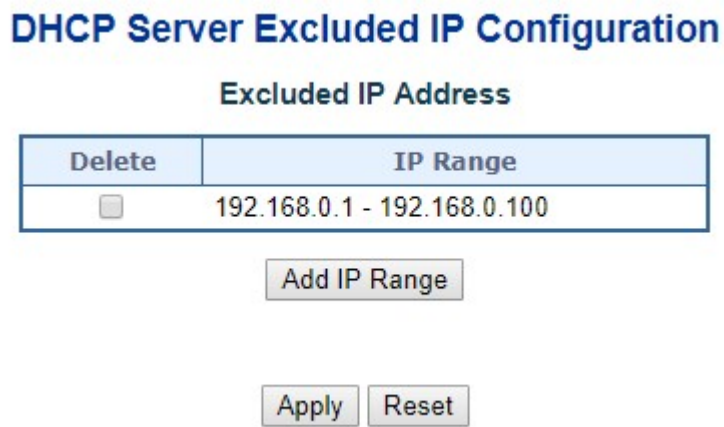 DHCP Server Excluded IP Configuration
Excluded IP Address
Delete IP Range
192.168.0.1 - 192.168.0.100
Add IP Range
Apply Reset